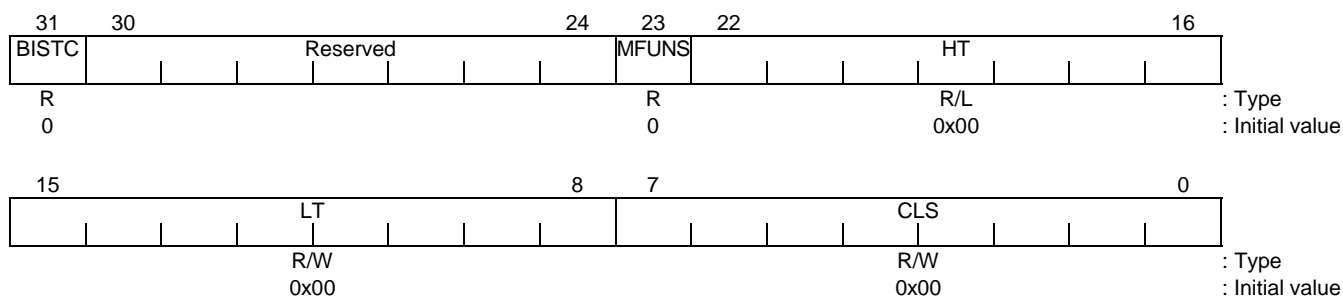 31 30 24 23 22 16
BISTC Reserved MFUNS HT
R R R/L : Type
0 0 0x00 : Initial value
15 8 7 0
LT CLS
R/W R/W : Type
0x00 0x00 : Initial value